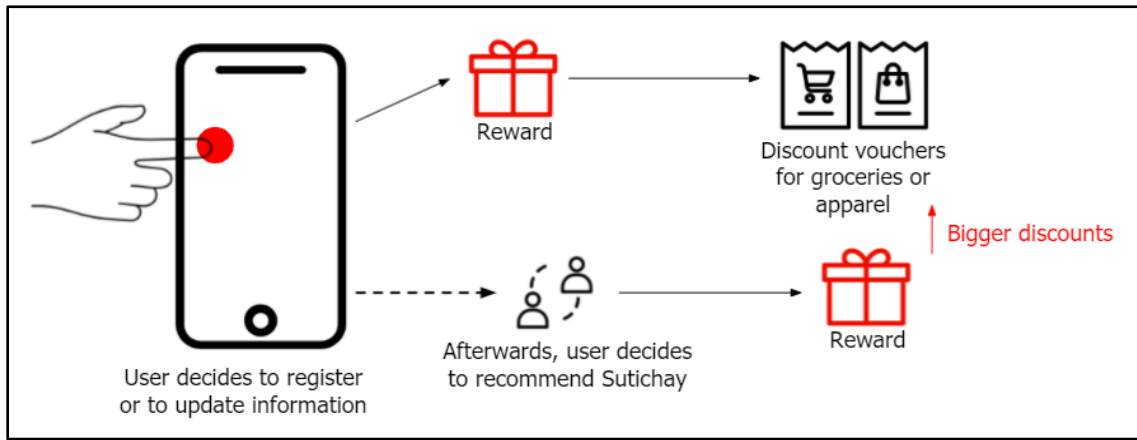 Reward
Discount vouchers
for groceries or
apparel
Bigger discounts
Reward
Afterwards, user decides
to recommend Sutichay
User decides to register
or to update information